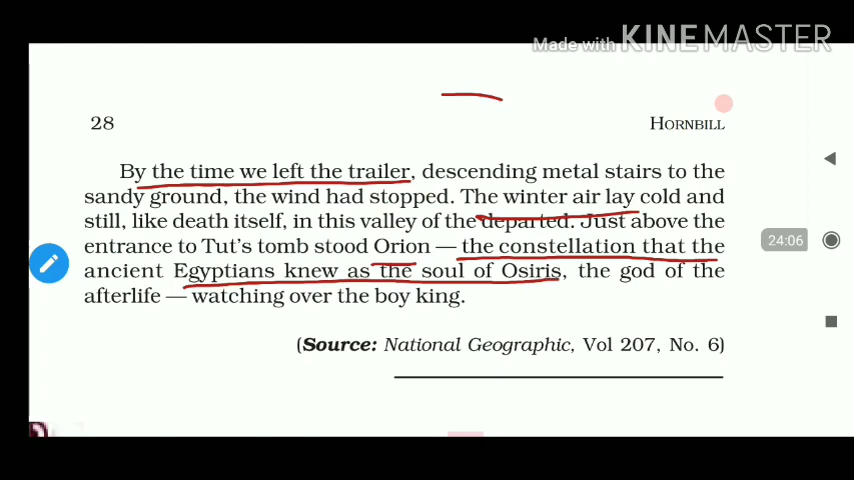 Made with KINEMASTER
28 HORNBILL
By the time we left the trailer, descending metal stairs to the
sandy ground, the wind had stopped. The winter air lay cold and
still, like death itself, in this valley of the departed. Just above the
entrance to Tut's tomb stood Orion — the constellation that the
24:06
ancient Egyptians knew as the soul of Osiris, the god of the
afterlife — watching over the boy king.
(Source: National Geographic, Vol 207, No. 6)